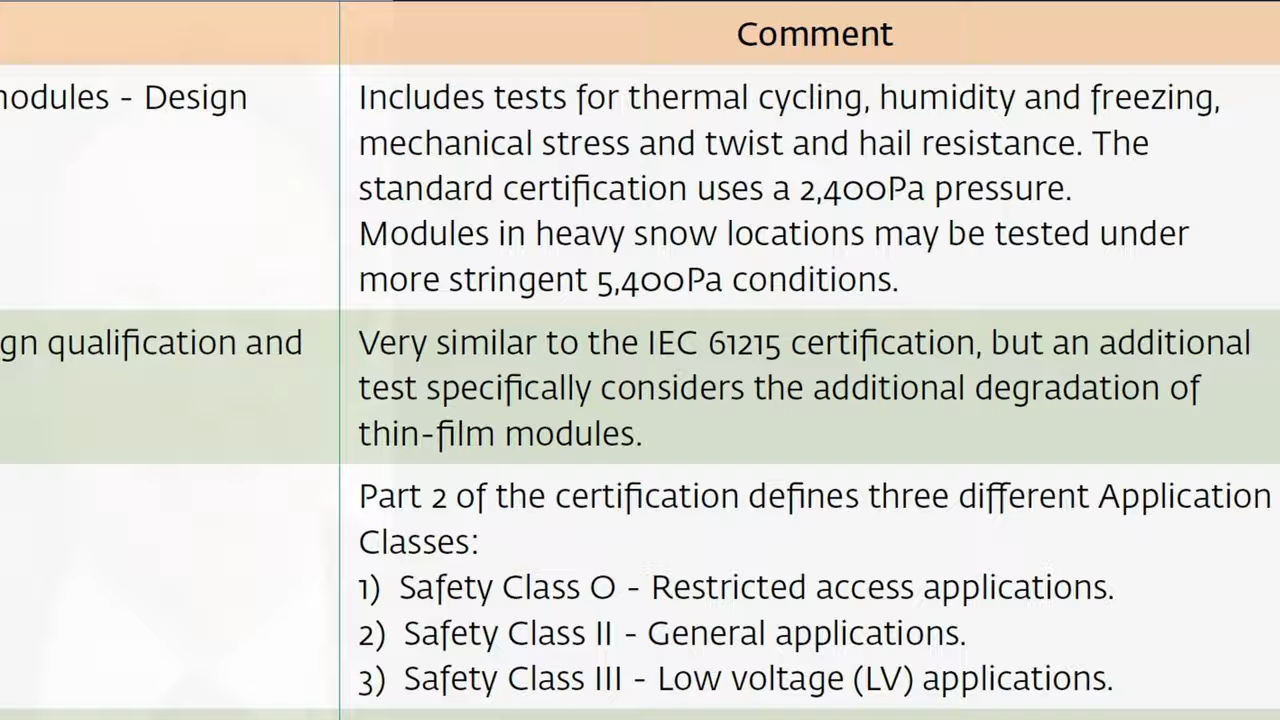 Comment
modules - Design
Includes tests for thermal cycling, humidity and freezing,
mechanical stress and twist and hail resistance. The
standard certification uses a 2,400Pa pressure.
Modules in heavy snow locations may be tested under
more stringent 5,400Pa conditions.
gn qualification and
Very similar to the IEC 61215 certification, but an additional
test specifically considers the additional degradation of
thin-film modules.
Part 2 of the certification defines three different Application
Classes:
1) Safety Class O - Restricted access applications.
2) Safety Class II - General applications.
3) Safety Class III - Low voltage (LV) applications.